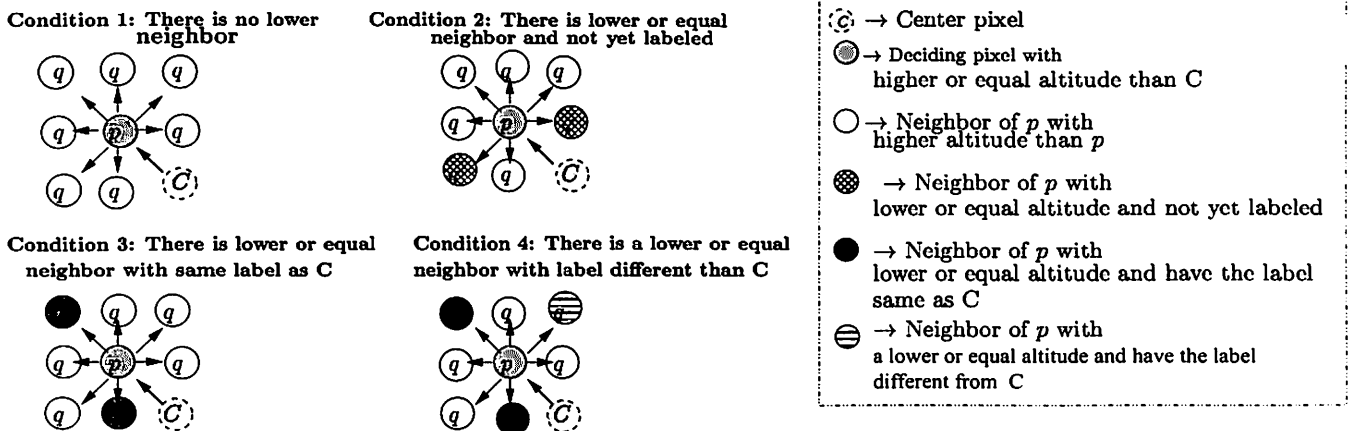 Condition 1: There is no lower
neighbor
q q q
q p q
q q C
Condition 2: There is lower or equal
neighbor and not yet labeled
q q q
q p q
q q C
Condition 3: There is lower or equal
neighbor with same label as C
q q
q p q
q C
Condition 4: There is a lower or equal
neighbor with label different than C
q q
q p q
q C
C → Center pixel
→ Deciding pixel with
higher or equal altitude than C
→ Neighbor of p with
higher altitude than p
→ Neighbor of p with
lower or equal altitude and not yet labeled
→ Neighbor of p with
lower or equal altitude and have the label
same as C
→ Neighbor of p with
a lower or equal altitude and have the label
different from C